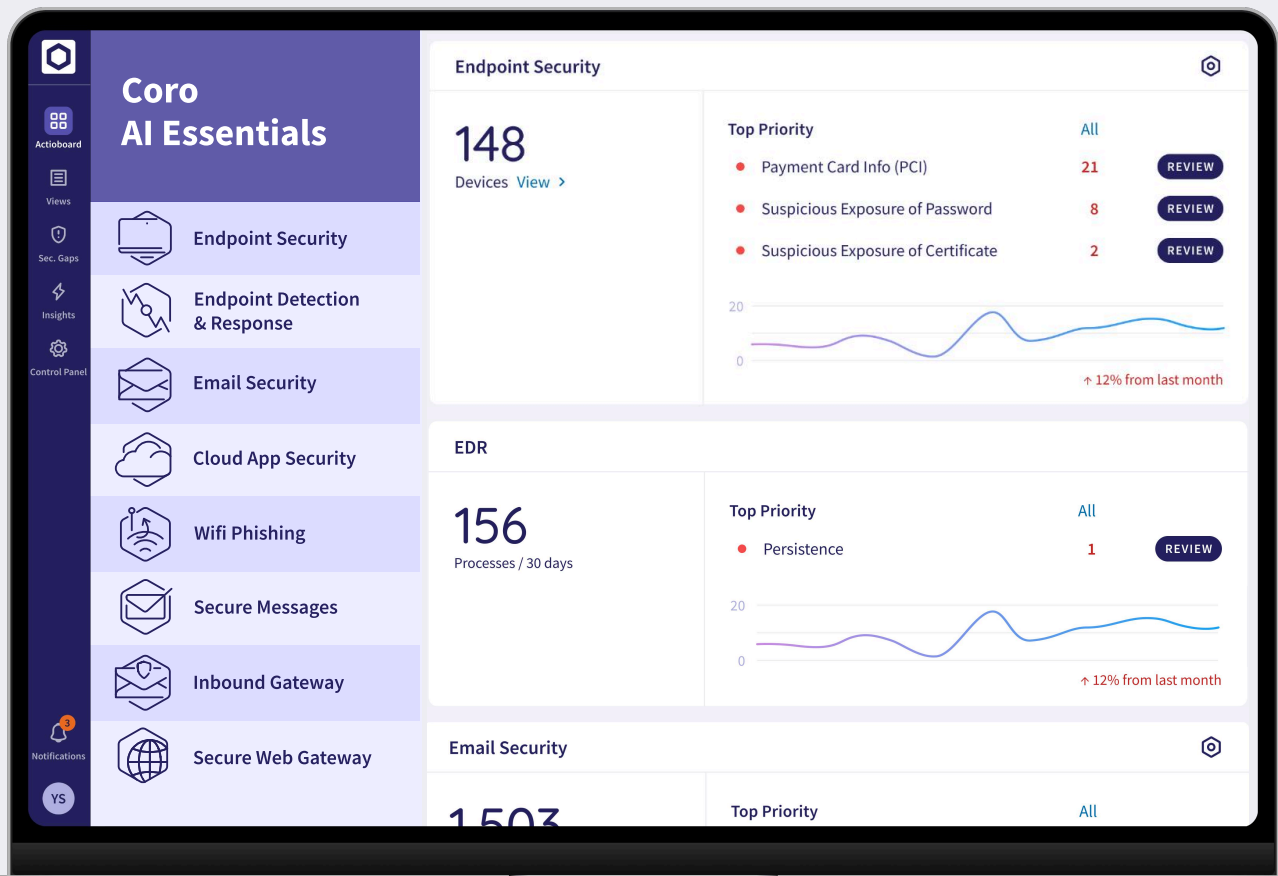 Coro
AI Essentials
Actioboard
Views
Sec. Gaps
Insights
Control Panel
3
Notifications
YS
Endpoint Security
Endpoint Detection
& Response
Email Security
Cloud App Security
Wifi Phishing
Secure Messages
Inbound Gateway
Secure Web Gateway
Endpoint Security
148
Devices View >
Top Priority All
Payment Card Info (PCI) 21 REVIEW
Suspicious Exposure of Password 8 REVIEW
Suspicious Exposure of Certificate 2 REVIEW
20
0
↑ 12% from last month
EDR
156
Processes / 30 days
Top Priority All
Persistence 1 REVIEW
20
0
↑ 12% from last month
Email Security
1,503
Top Priority All